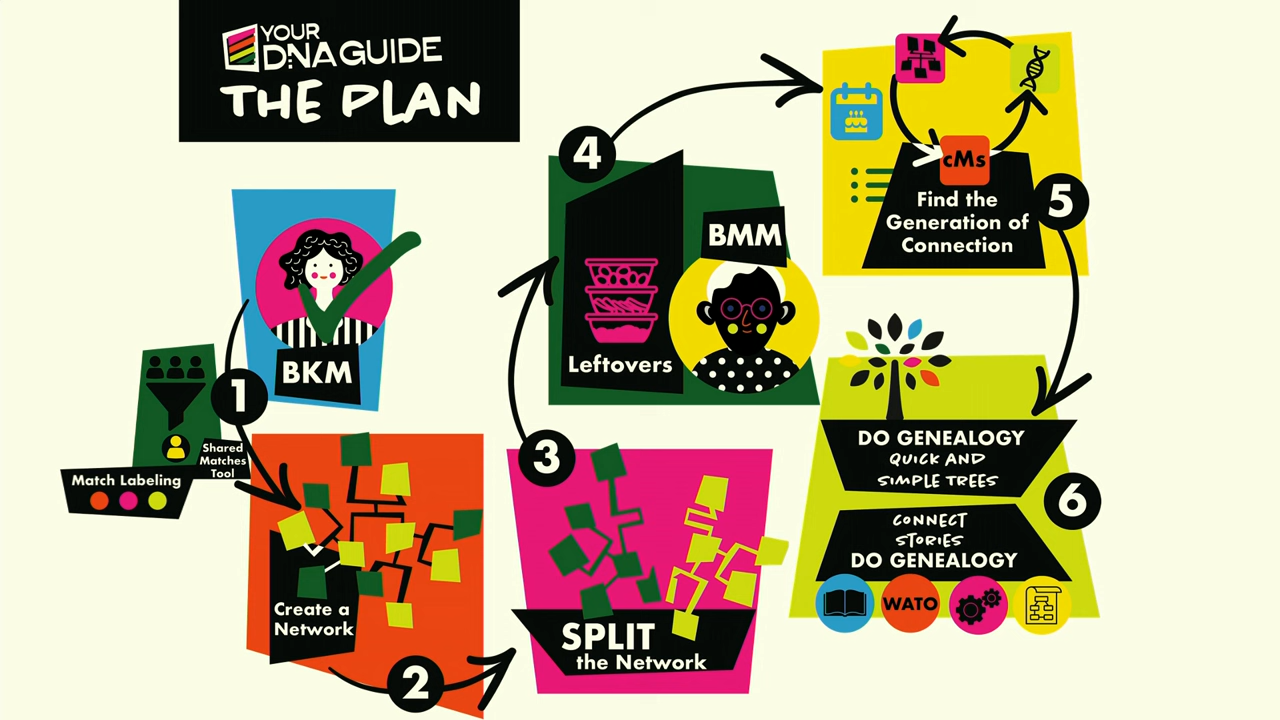 YOUR
DNA GUIDE
THE PLAN
BKM
1
Shared
Matches
Tool
Match Labeling
Create a
Network
2
SPLIT
the Network
3
Leftovers
BMM
4
cMs
Find the
Generation of
Connection
5
DO GENEALOGY
QUICK AND
SIMPLE TREES
6
CONNECT
STORIES
DO GENEALOGY
WATO